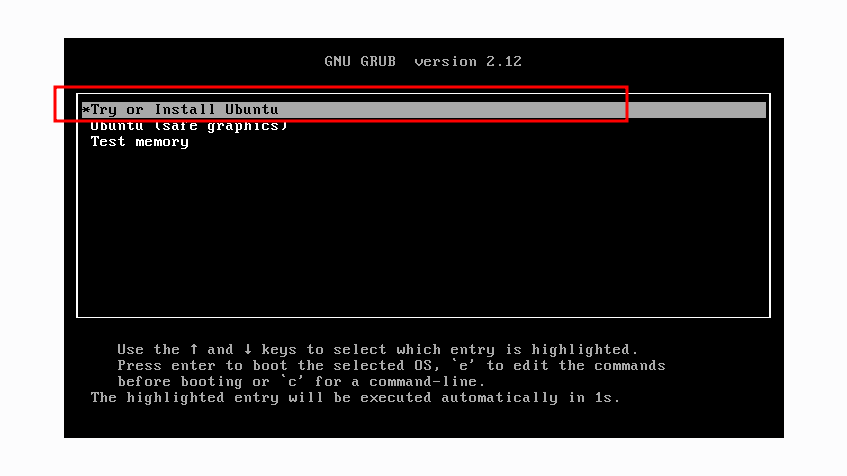 GNU GRUB  version 2.12
*Try or Install Ubuntu
Ubuntu (safe graphics)
Test memory
Use the ↑ and ↓ keys to select which entry is highlighted.
Press enter to boot the selected OS, `e' to edit the commands
before booting or `c' for a command-line.
The highlighted entry will be executed automatically in 1s.